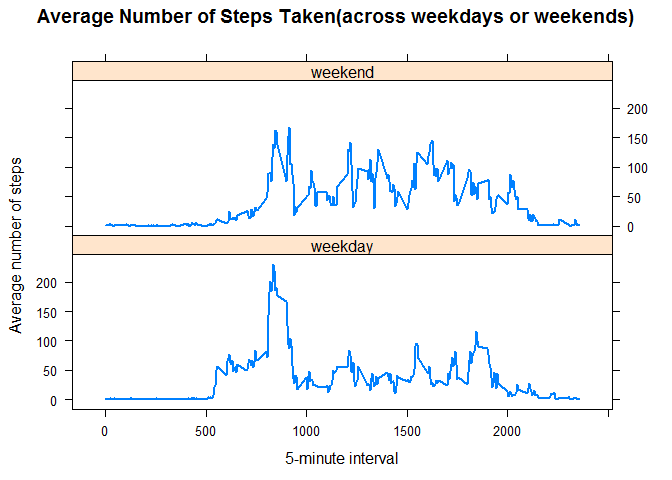 Average Number of Steps Taken(across weekdays or weekends)
weekend
200
150
100
50
0
weekday
200
150
100
50
0
Average number of steps
0 500 1000 1500 2000
5-minute interval